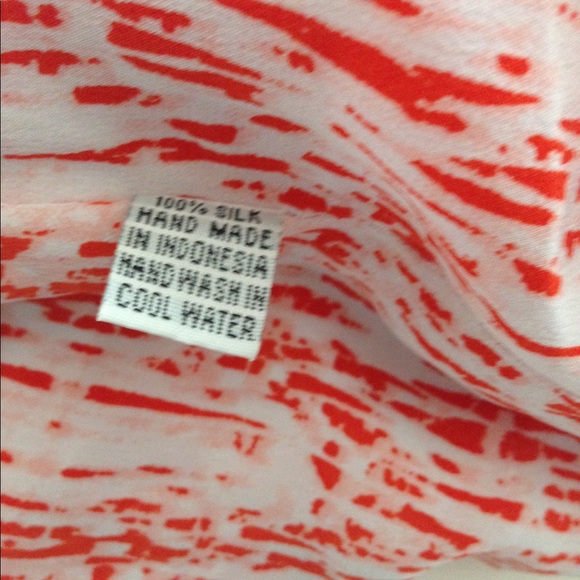 100% SILK
HAND MADE
IN INDONESIA
HAND WASH IN
COOL WATER